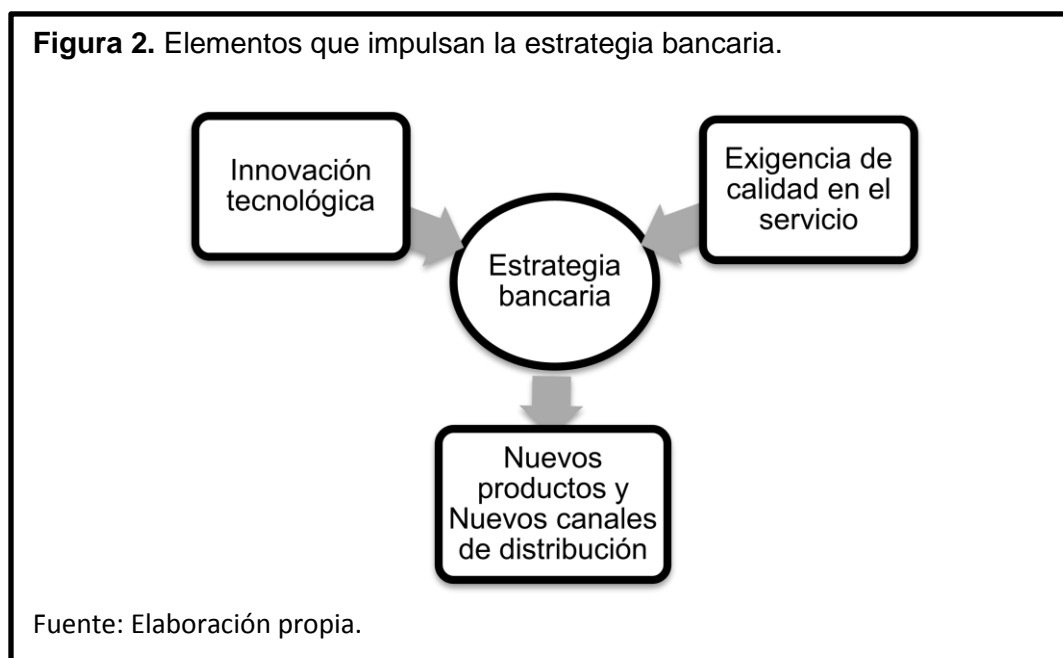 Figura 2. Elementos que impulsan la estrategia bancaria.
Innovación
tecnológica
Exigencia de
calidad en el
servicio
Estrategia
bancaria
Nuevos
productos y
Nuevos canales
de distribución
Fuente: Elaboración propia.